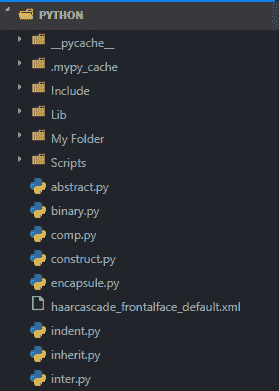 PYTHON
__pycache__
.mypy_cache
Include
Lib
My Folder
Scripts
abstract.py
binary.py
comp.py
construct.py
encapsule.py
haarcascade_frontalface_default.xml
indent.py
inherit.py
inter.py